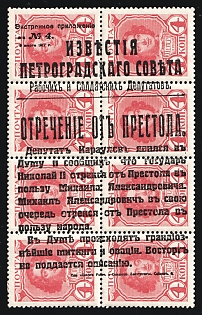 Экстренное приложение
къ № 4.
ИЗВѢСТІЯ
ПЕТРОГРАДСКАГО СОВѢТА
Рабочихъ и Солдатскихъ Депутатовъ.
ОТРЕЧЕНІЕ ОТЪ ПРЕСТОЛА.
Депутатъ Караулов явился въ
Думу и сообщилъ что государь
Николай II отрекся отъ Престола въ
пользу Михаила Александровича.
Михаилъ Александровичъ въ свою
очередь отрекся отъ Престола въ
пользу народа.
Въ Думѣ происходятъ грандіоз-
нѣйшіе митинги и оваціи. Восторгъ
не поддается описанію.